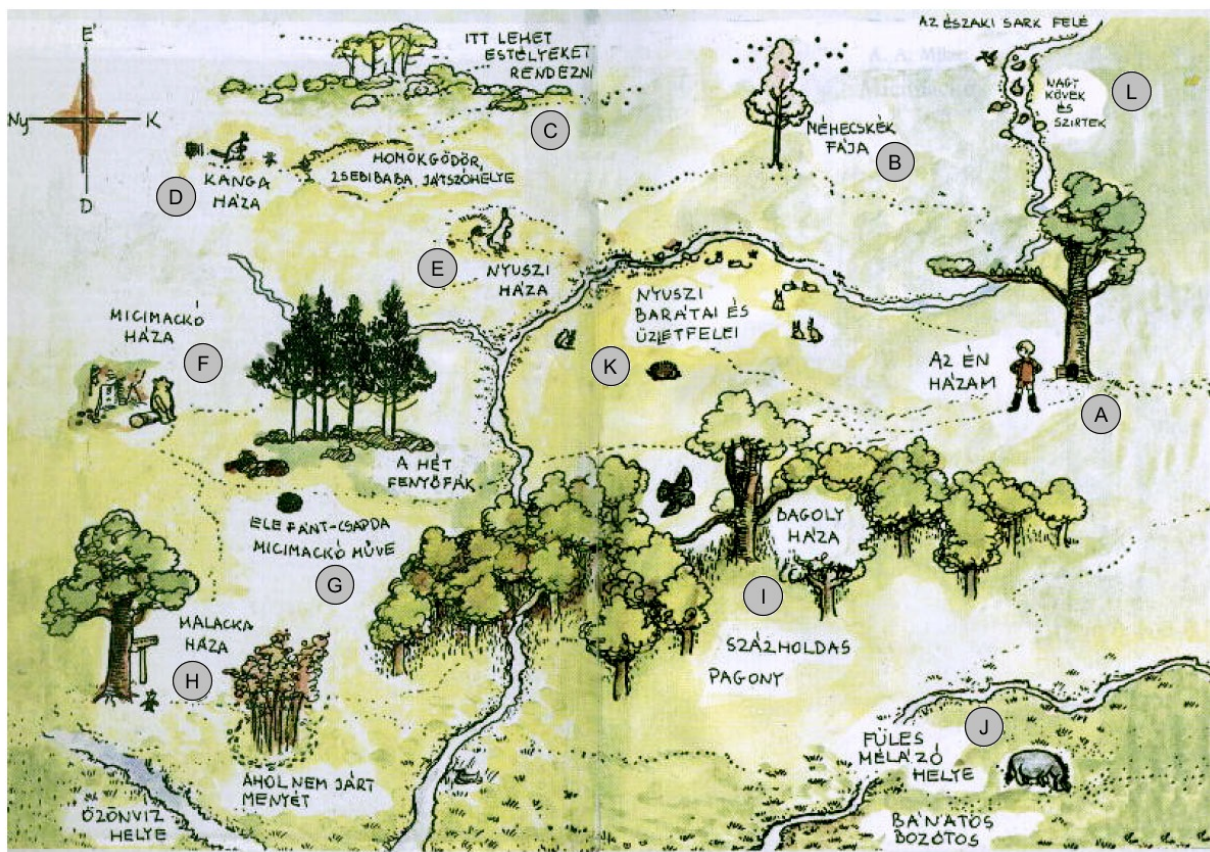 É
Ny
K
D
ITT LEHET
ESTÉLYEKET
RENDEZNI
C
AZ ÉSZAKI SARK FELÉ
NAGY
KÖVEK
ÉS
SZIRTEK
L
MÉHECSKÉK
FÁJA
B
D
KANGA
HÁZA
HOMOKGÖDÖR,
ZSEBIBABA JÁTSZÓHELYE
E
NYUSZI
HÁZA
MICIMACKÓ
HÁZA
F
NYUSZI
BARÁTAI ÉS
ÜZLETFELEI
K
AZ ÉN
HÁZAM
A
A HÉT
FENYŐFÁK
ELEFÁNT-CSAPDA
MICIMACKÓ MŰVE
G
BAGOLY
HÁZA
I
SZÁZHOLDAS
PAGONY
MALACKA
HÁZA
H
AHOL NEM JÁRT
MENYÉT
ÖZÖNVÍZ
HELYE
J
FÜLES
MÉLÁZÓ
HELYE
BÁNATOS
BOZÓTOS